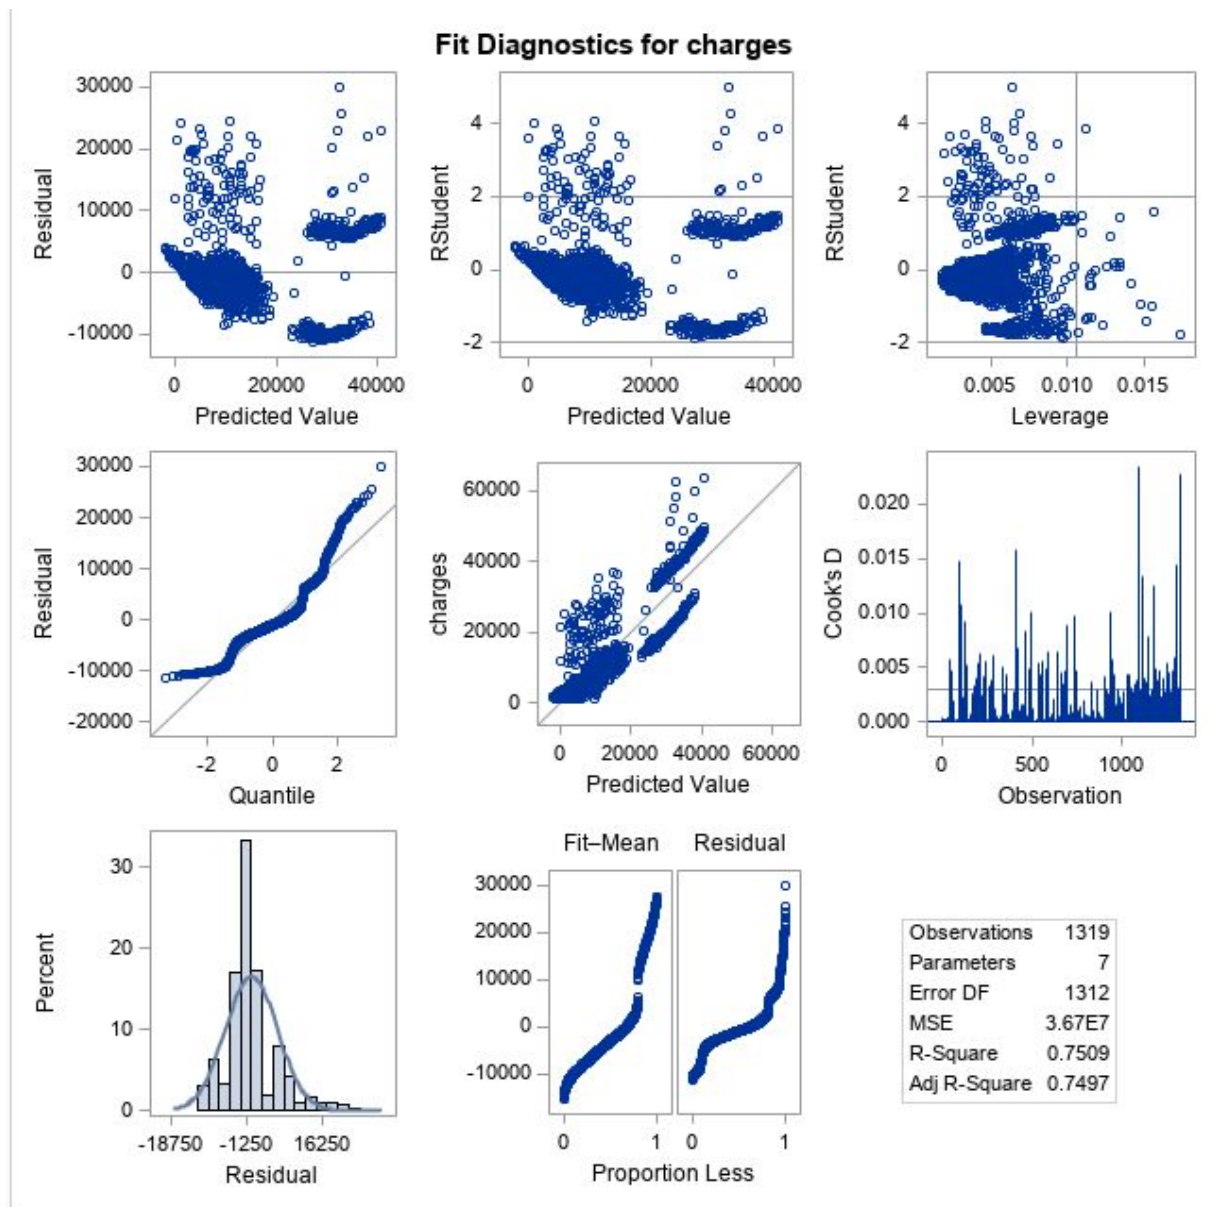 Fit Diagnostics for charges
30000
20000
10000
0
-10000
Residual
0 20000 40000
Predicted Value
4
2
0
-2
RStudent
0 20000 40000
Predicted Value
4
2
0
-2
RStudent
0.005 0.010 0.015
Leverage
30000
20000
10000
0
-10000
-20000
Residual
-2 0 2
Quantile
60000
40000
20000
0
charges
0 20000 40000 60000
Predicted Value
0.020
0.015
0.010
0.005
0.000
Cook's D
0 500 1000
Observation
30
20
10
0
Percent
-18750 -1250 16250
Residual
Fit–Mean Residual
30000
20000
10000
0
-10000
0 1 0 1
Proportion Less
Observations 1319
Parameters 7
Error DF 1312
MSE 3.67E7
R-Square 0.7509
Adj R-Square 0.7497